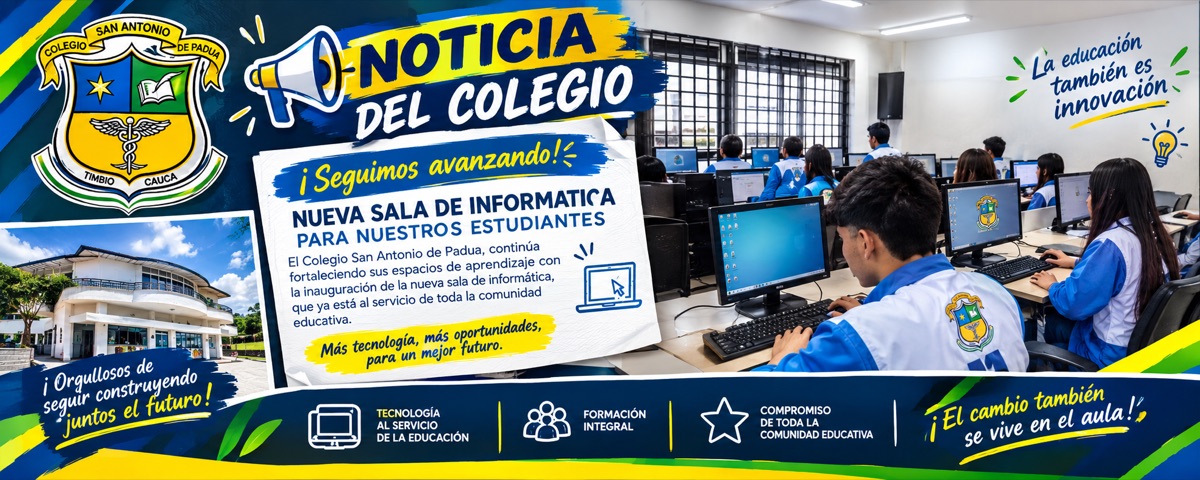 COLEGIO SAN ANTONIO DE PADUA
TIMBIO CAUCA
NOTICIA
DEL COLEGIO
¡Seguimos avanzando!
NUEVA SALA DE INFORMATICA
PARA NUESTROS ESTUDIANTES
El Colegio San Antonio de Padua, continúa
fortaleciendo sus espacios de aprendizaje con
la inauguración de la nueva sala de informática,
que ya está al servicio de toda la comunidad
educativa.
Más tecnología, más oportunidades,
para un mejor futuro.
La educación
también es
innovación
¡Orgullosos de
seguir construyendo
juntos el futuro!
TECNOLOGÍA
AL SERVICIO
DE LA EDUCACIÓN
FORMACIÓN
INTEGRAL
COMPROMISO
DE TODA LA
COMUNIDAD EDUCATIVA
¡El cambio también
se vive en el aula!